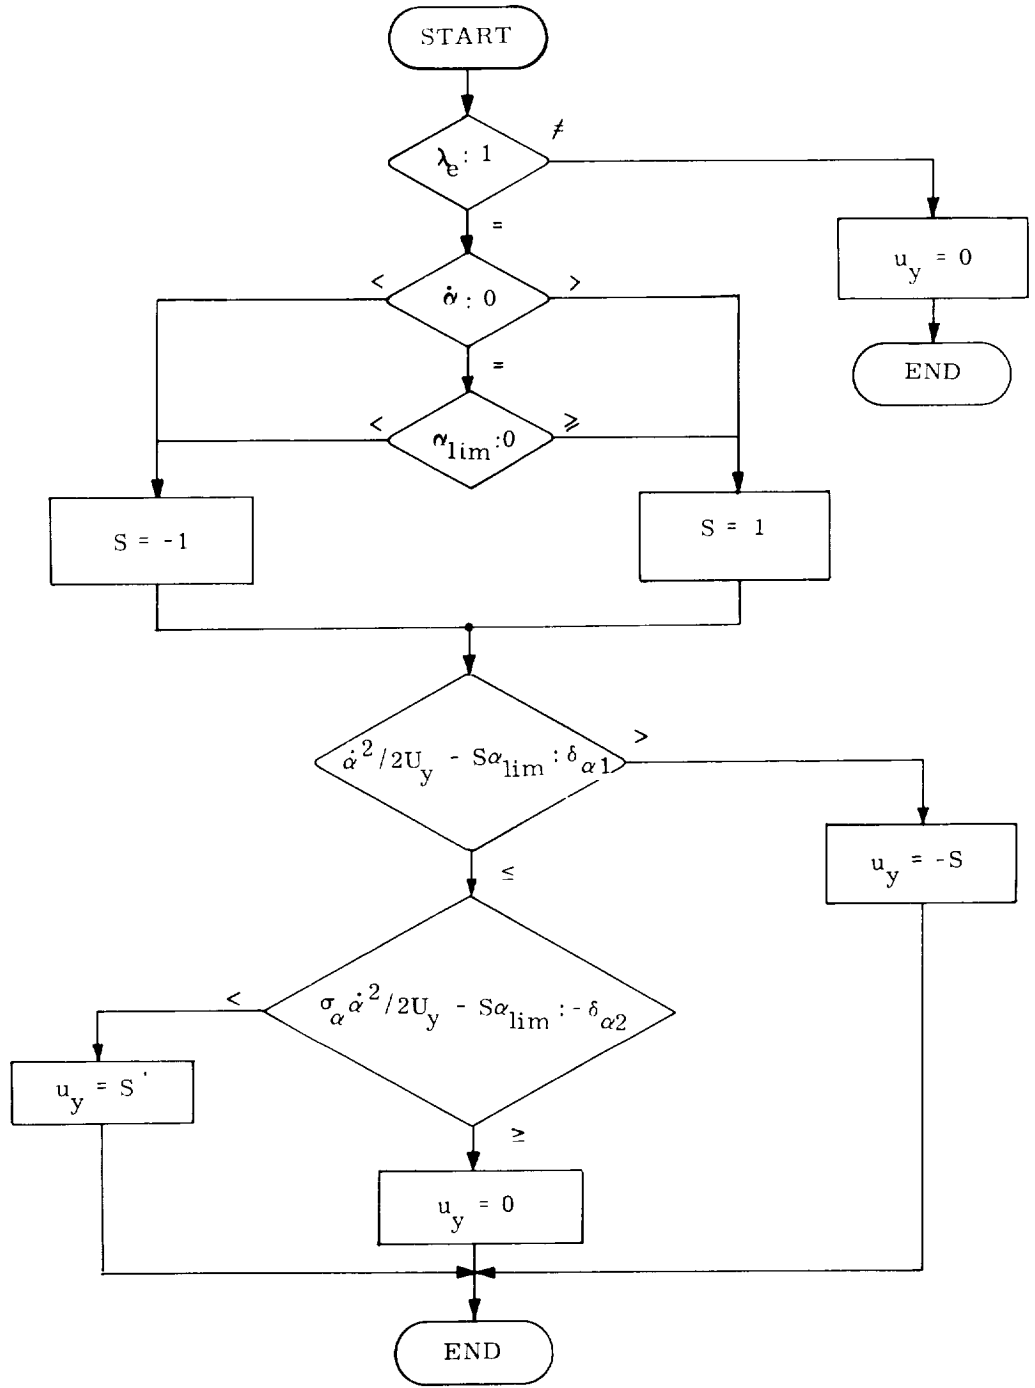 START
≠
λe : 1
=
u_y = 0
< α̇ : 0 >
END
=
< α_lim : 0 ≥
S = -1
S = 1
>
α̇²/2U_y - Sα_lim : δ_α1
u_y = -S
≤
<
σ_α α̇²/2U_y - Sα_lim : -δ_α2
u_y = S
≥
u_y = 0
END